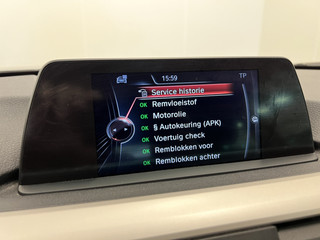 15:59
TP
Service historie
OK Remvloeistof
OK Motorolie
OK § Autokeuring (APK)
OK Voertuig check
OK Remblokken voor
OK Remblokken achter